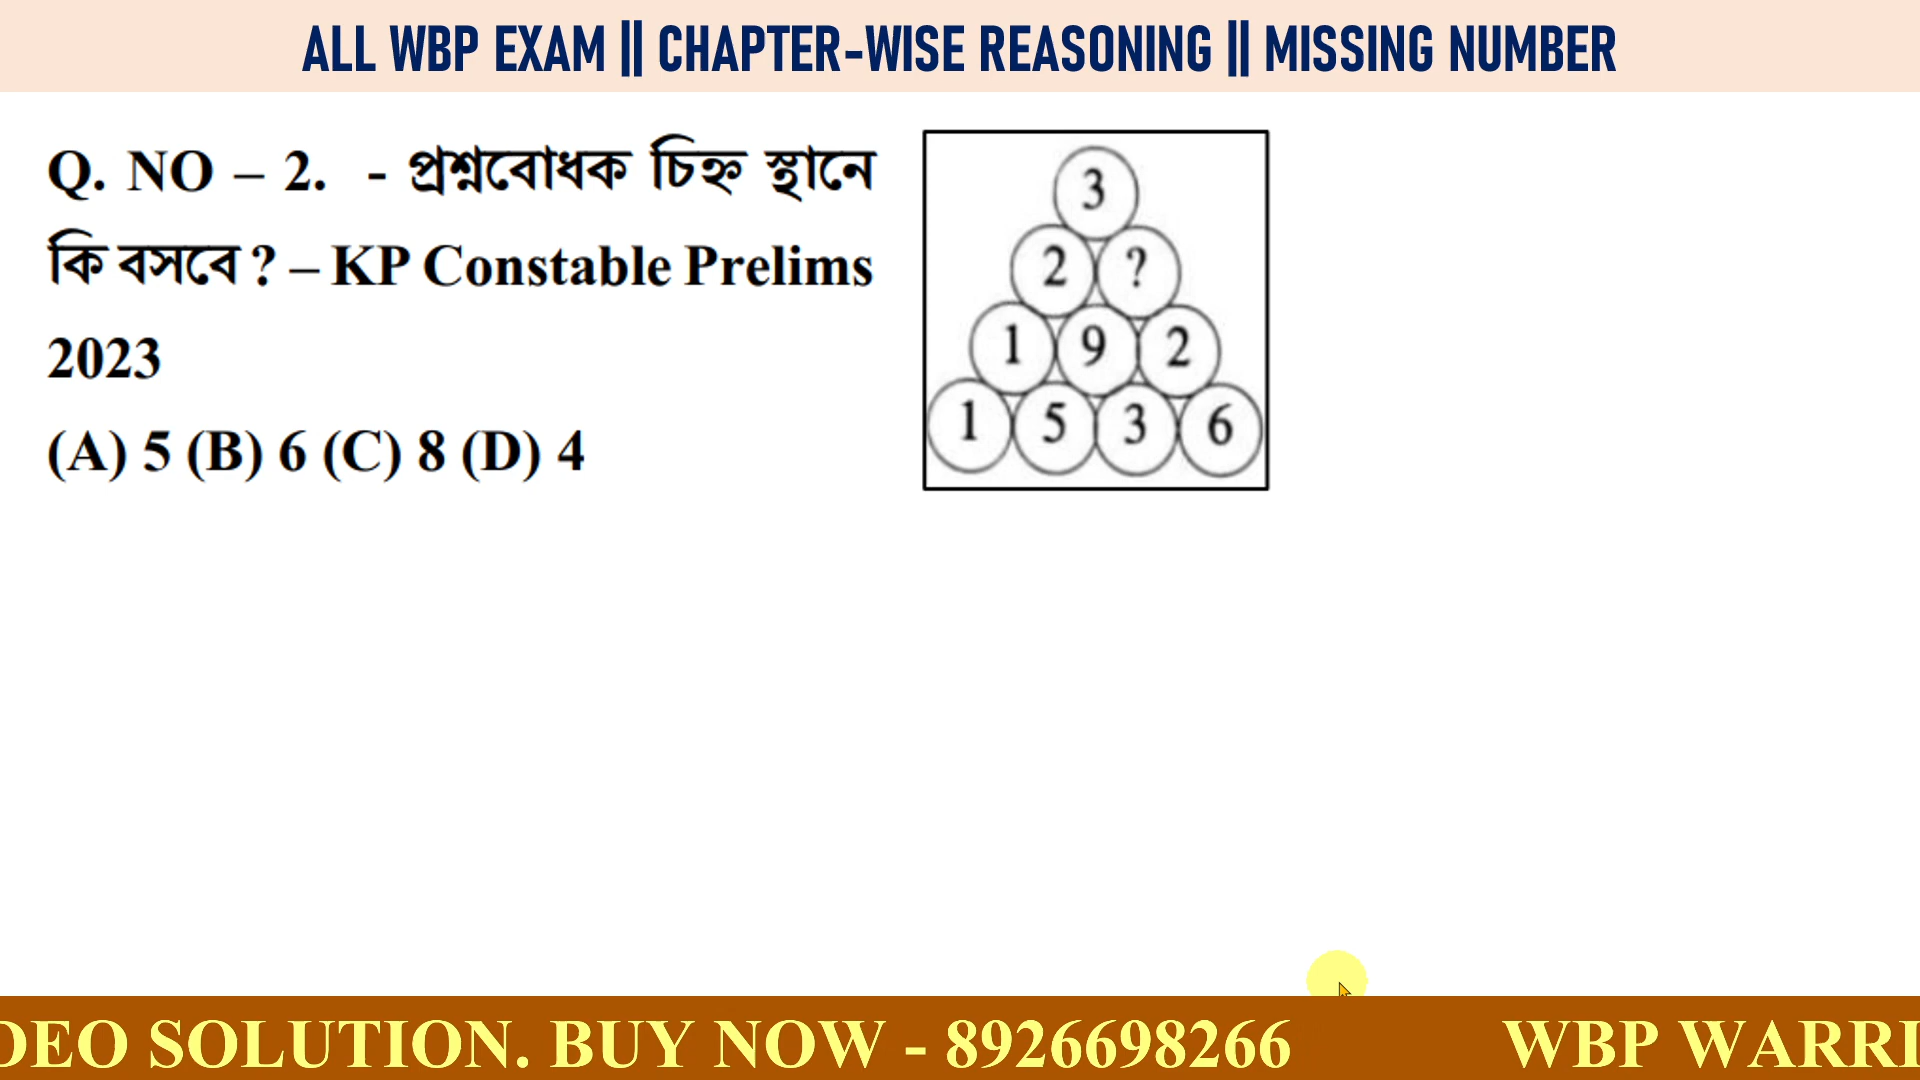 ALL WBP EXAM || CHAPTER-WISE REASONING || MISSING NUMBER
Q. NO – 2. - প্রশ্নবোধক চিহ্ন স্থানে
কি বসবে ? – KP Constable Prelims
2023
(A) 5 (B) 6 (C) 8 (D) 4
3
2 ?
1 9 2
1 5 3 6
DEO SOLUTION. BUY NOW - 8926698266 WBP WARRI